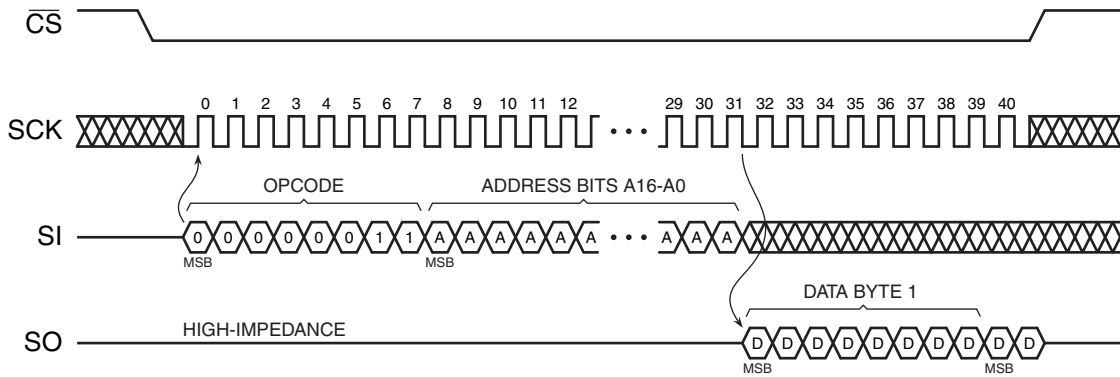 CS
0 1 2 3 4 5 6 7 8 9 10 11 12 29 30 31 32 33 34 35 36 37 38 39 40
SCK
OPCODE ADDRESS BITS A16-A0
SI 0 0 0 0 0 0 1 1 A A A A A A A A A
MSB MSB
DATA BYTE 1
HIGH-IMPEDANCE
SO D D D D D D D D D D
MSB MSB